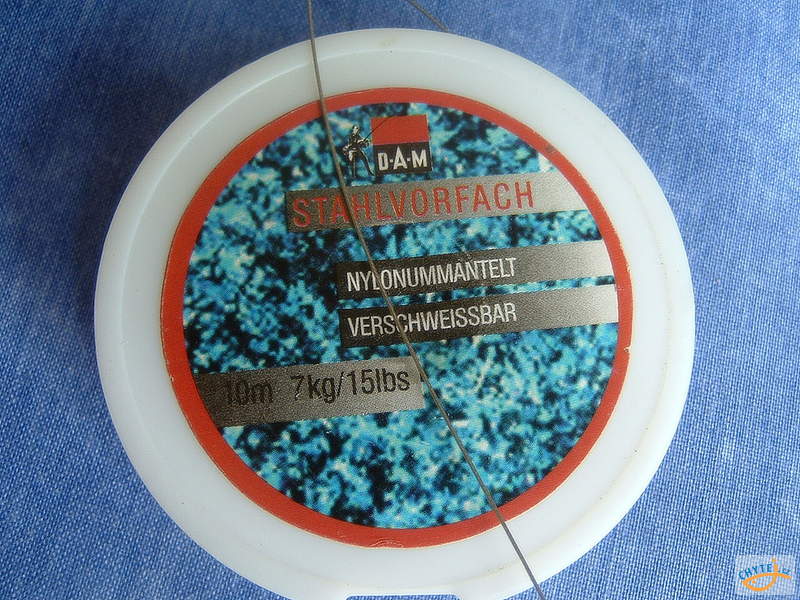 D·A·M
STAHLVORFACH
NYLONUMMANTELT
VERSCHWEISSBAR
10m 7kg/15lbs